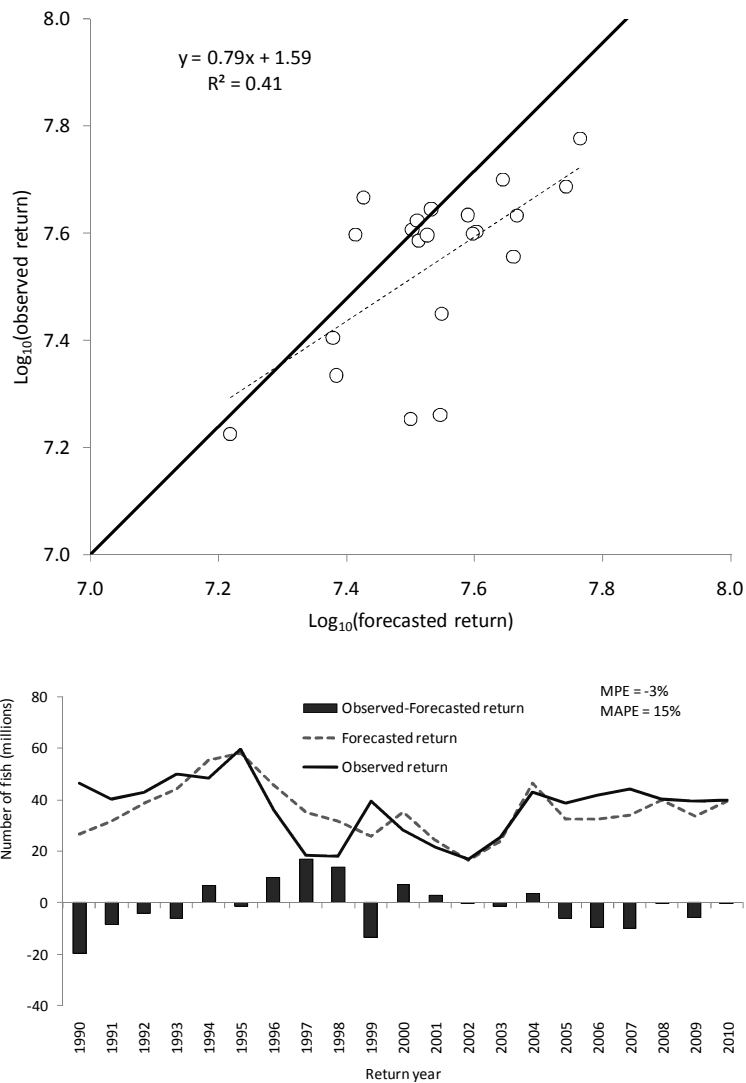 y = 0.79x + 1.59
R² = 0.41
8.0
7.8
7.6
7.4
7.2
7.0
Log₁₀(observed return)
7.0 7.2 7.4 7.6 7.8 8.0
Log₁₀(forecasted return)
MPE = -3%
MAPE = 15%
Observed-Forecasted return
Forecasted return
Observed return
80
60
40
20
0
-20
-40
Number of fish (millions)
1990 1991 1992 1993 1994 1995 1996 1997 1998 1999 2000 2001 2002 2003 2004 2005 2006 2007 2008 2009 2010
Return year